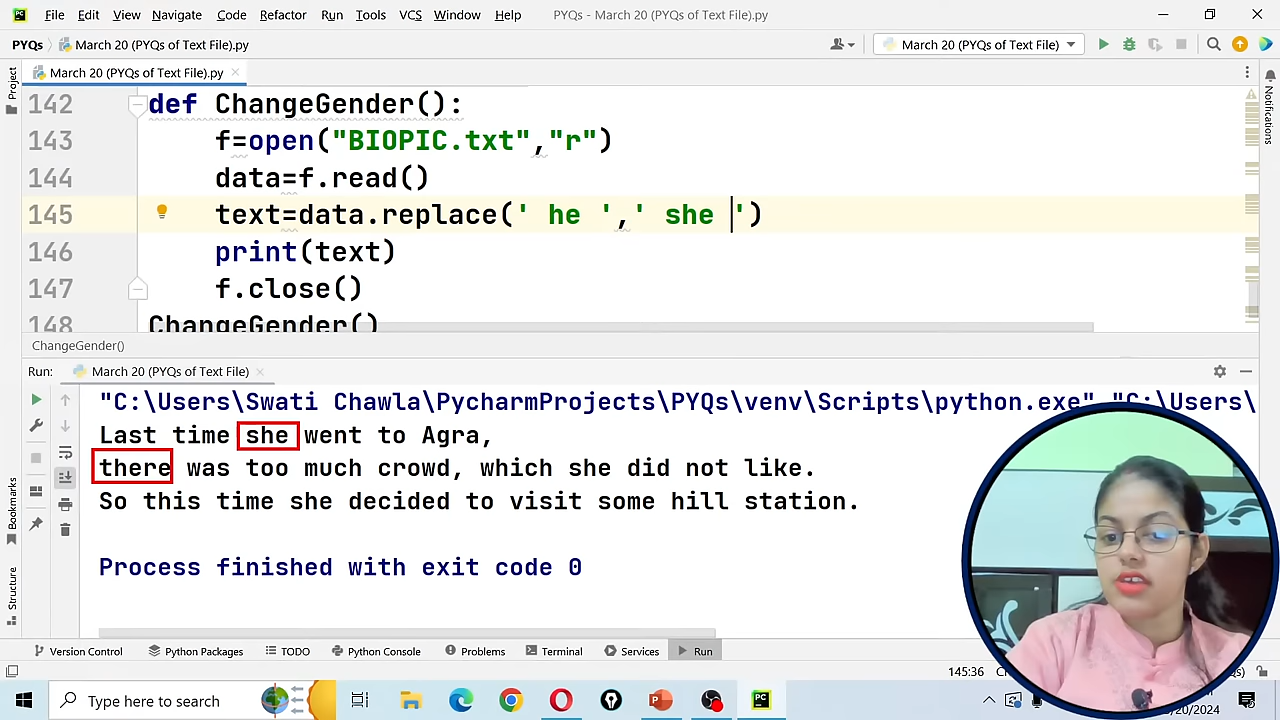 File Edit View Navigate Code Refactor Run Tools VCS Window Help PYQs - March 20 (PYQs of Text File).py
PYQs March 20 (PYQs of Text File).py March 20 (PYQs of Text File)
Project March 20 (PYQs of Text File).py Notifications
142 def ChangeGender():
143 f=open("BIOPIC.txt","r")
144 data=f.read()
145 text=data.replace(' he ',' she ')
146 print(text)
147 f.close()
148 ChangeGender()
ChangeGender()
Run: March 20 (PYQs of Text File)
"C:\Users\Swati Chawla\PycharmProjects\PYQs\venv\Scripts\python.exe" "C:\Users\
Last time she went to Agra,
there was too much crowd, which she did not like.
So this time she decided to visit some hill station.
Process finished with exit code 0
Bookmarks
Structure
Version Control Python Packages TODO Python Console Problems Terminal Services Run
145:36
Type here to search
/20/2024